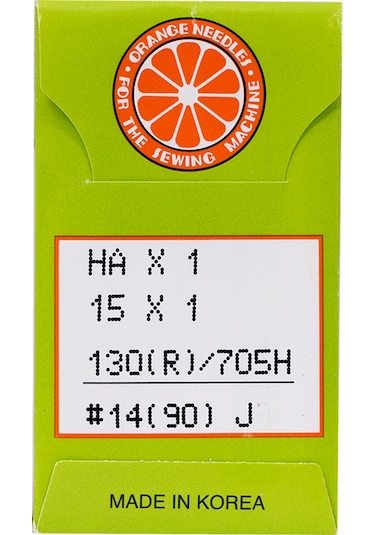 • ORANGE NEEDLES •
FOR THE SEWING MACHINE
HA X 1
15 X 1
130(R)/705H
#14(90) J
MADE IN KOREA